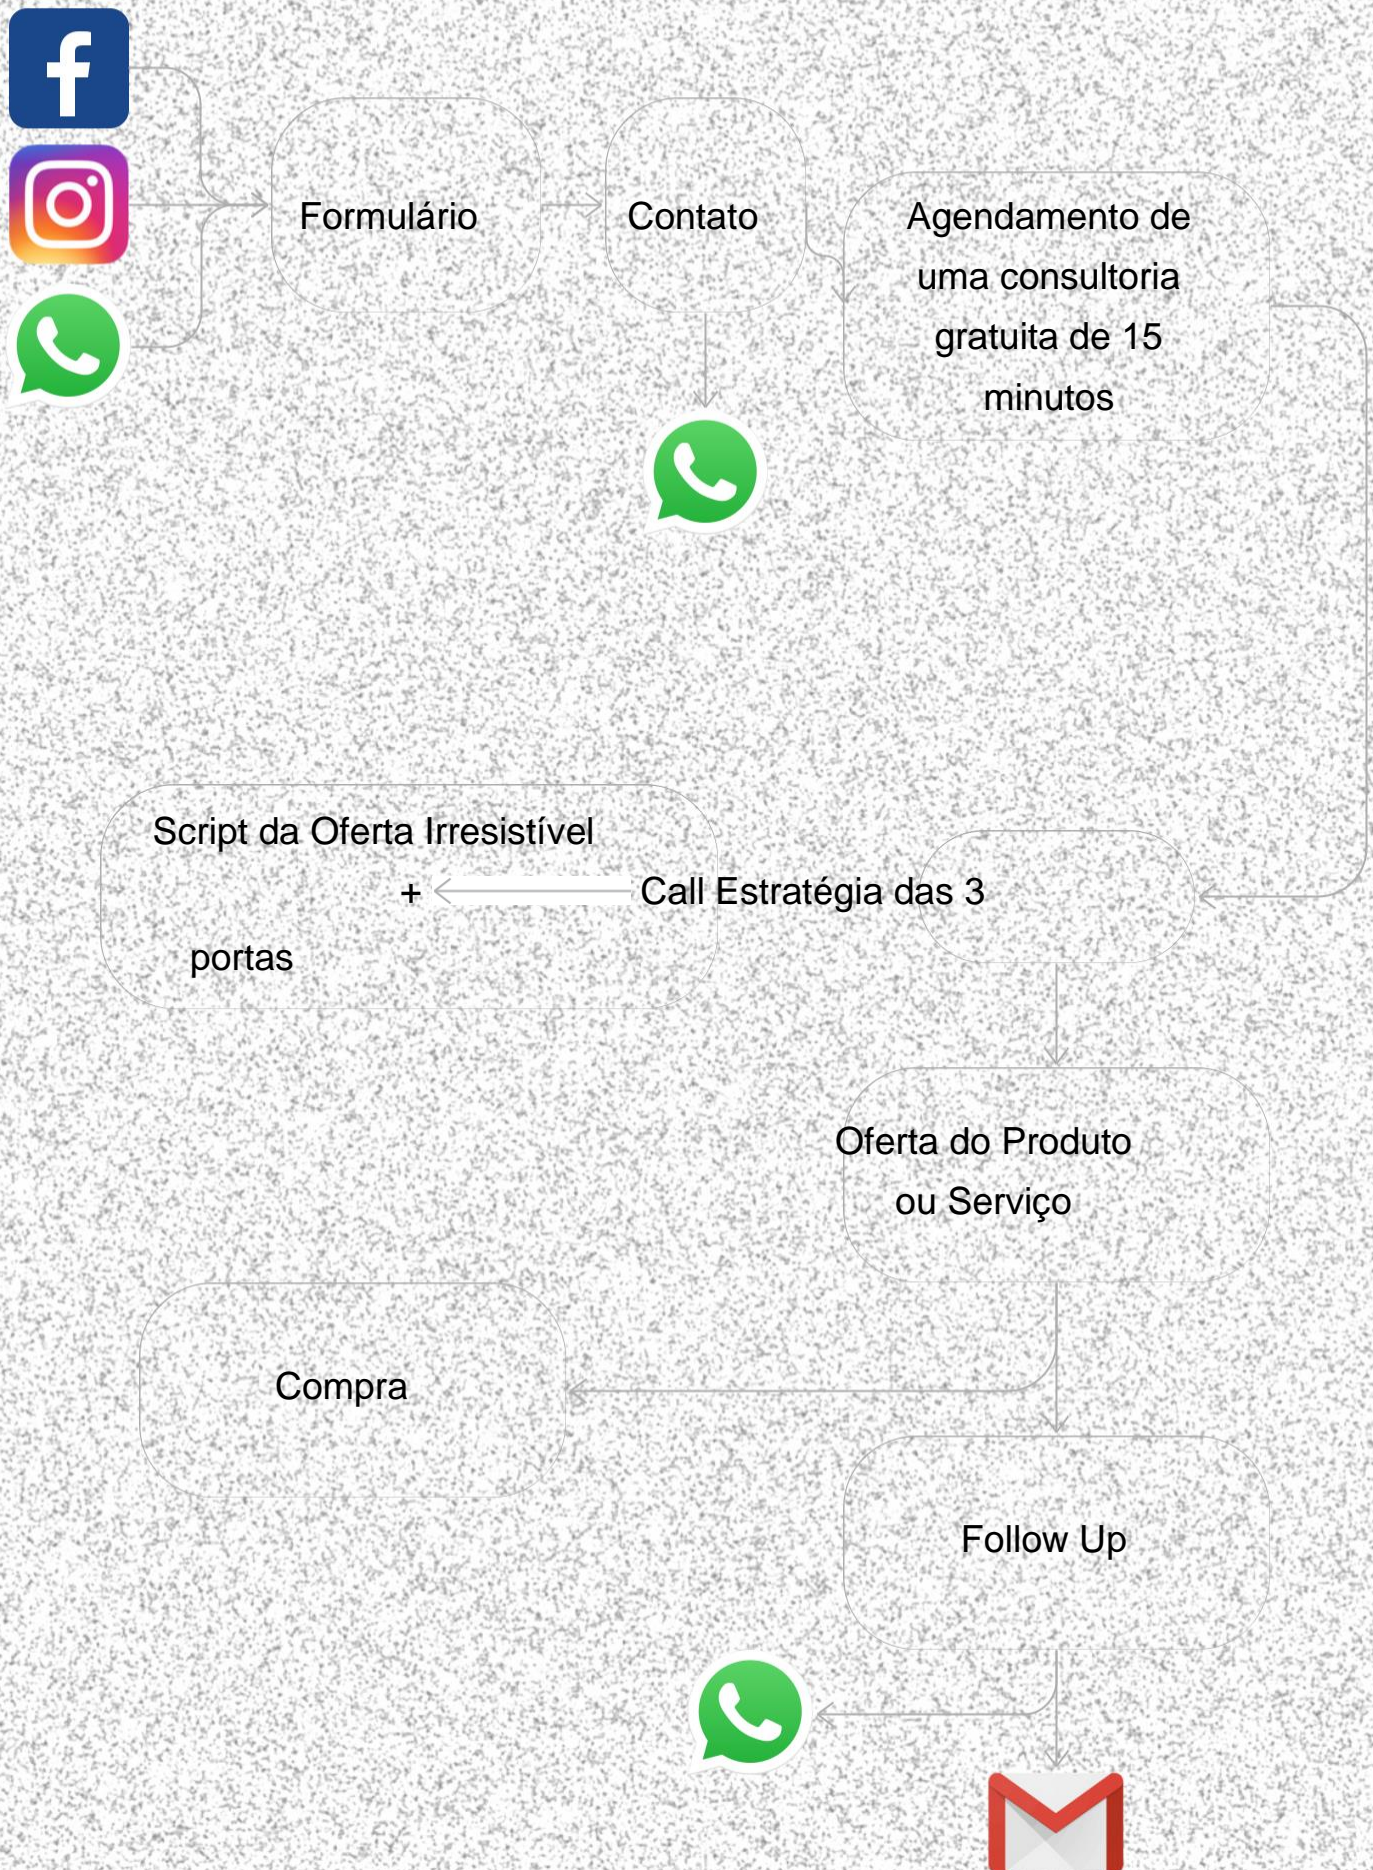 Formulário
Contato
Agendamento de
uma consultoria
gratuita de 15
minutos
Script da Oferta Irresistível
+ Call Estratégia das 3
portas
Oferta do Produto
ou Serviço
Compra
Follow Up